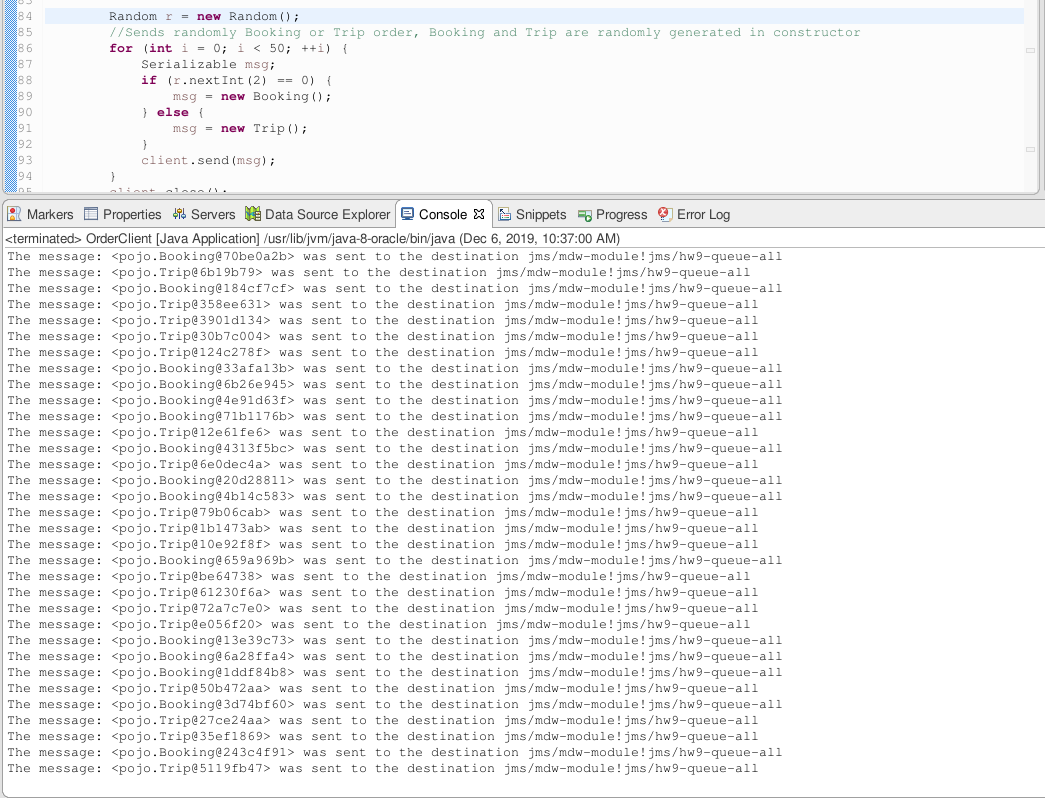 84 Random r = new Random();
85 //Sends randomly Booking or Trip order, Booking and Trip are randomly generated in constructor
86 for (int i = 0; i < 50; ++i) {
87 Serializable msg;
88 if (r.nextInt(2) == 0) {
89 msg = new Booking();
90 } else {
91 msg = new Trip();
92 }
93 client.send(msg);
94 }
95 client.close();
Markers Properties Servers Data Source Explorer Console Snippets Progress Error Log
<terminated> OrderClient [Java Application] /usr/lib/jvm/java-8-oracle/bin/java (Dec 6, 2019, 10:37:00 AM)
The message: <pojo.Booking@70be0a2b> was sent to the destination jms/mdw-module!jms/hw9-queue-all
The message: <pojo.Trip@6b19b79> was sent to the destination jms/mdw-module!jms/hw9-queue-all
The message: <pojo.Booking@184cf7cf> was sent to the destination jms/mdw-module!jms/hw9-queue-all
The message: <pojo.Trip@358ee631> was sent to the destination jms/mdw-module!jms/hw9-queue-all
The message: <pojo.Trip@3901d134> was sent to the destination jms/mdw-module!jms/hw9-queue-all
The message: <pojo.Trip@30b7c004> was sent to the destination jms/mdw-module!jms/hw9-queue-all
The message: <pojo.Trip@124c278f> was sent to the destination jms/mdw-module!jms/hw9-queue-all
The message: <pojo.Booking@33afa13b> was sent to the destination jms/mdw-module!jms/hw9-queue-all
The message: <pojo.Booking@6b26e945> was sent to the destination jms/mdw-module!jms/hw9-queue-all
The message: <pojo.Booking@4e91d63f> was sent to the destination jms/mdw-module!jms/hw9-queue-all
The message: <pojo.Booking@71b1176b> was sent to the destination jms/mdw-module!jms/hw9-queue-all
The message: <pojo.Trip@12e61fe6> was sent to the destination jms/mdw-module!jms/hw9-queue-all
The message: <pojo.Booking@4313f5bc> was sent to the destination jms/mdw-module!jms/hw9-queue-all
The message: <pojo.Trip@6e0dec4a> was sent to the destination jms/mdw-module!jms/hw9-queue-all
The message: <pojo.Booking@20d28811> was sent to the destination jms/mdw-module!jms/hw9-queue-all
The message: <pojo.Booking@4b14c583> was sent to the destination jms/mdw-module!jms/hw9-queue-all
The message: <pojo.Trip@79b06cab> was sent to the destination jms/mdw-module!jms/hw9-queue-all
The message: <pojo.Trip@1b1473ab> was sent to the destination jms/mdw-module!jms/hw9-queue-all
The message: <pojo.Trip@10e92f8f> was sent to the destination jms/mdw-module!jms/hw9-queue-all
The message: <pojo.Booking@659a969b> was sent to the destination jms/mdw-module!jms/hw9-queue-all
The message: <pojo.Trip@be64738> was sent to the destination jms/mdw-module!jms/hw9-queue-all
The message: <pojo.Trip@61230f6a> was sent to the destination jms/mdw-module!jms/hw9-queue-all
The message: <pojo.Trip@72a7c7e0> was sent to the destination jms/mdw-module!jms/hw9-queue-all
The message: <pojo.Trip@e056f20> was sent to the destination jms/mdw-module!jms/hw9-queue-all
The message: <pojo.Booking@13e39c73> was sent to the destination jms/mdw-module!jms/hw9-queue-all
The message: <pojo.Booking@6a28ffa4> was sent to the destination jms/mdw-module!jms/hw9-queue-all
The message: <pojo.Booking@1ddf84b8> was sent to the destination jms/mdw-module!jms/hw9-queue-all
The message: <pojo.Trip@50b472aa> was sent to the destination jms/mdw-module!jms/hw9-queue-all
The message: <pojo.Booking@3d74bf60> was sent to the destination jms/mdw-module!jms/hw9-queue-all
The message: <pojo.Trip@27ce24aa> was sent to the destination jms/mdw-module!jms/hw9-queue-all
The message: <pojo.Trip@35ef1869> was sent to the destination jms/mdw-module!jms/hw9-queue-all
The message: <pojo.Booking@243c4f91> was sent to the destination jms/mdw-module!jms/hw9-queue-all
The message: <pojo.Trip@5119fb47> was sent to the destination jms/mdw-module!jms/hw9-queue-all